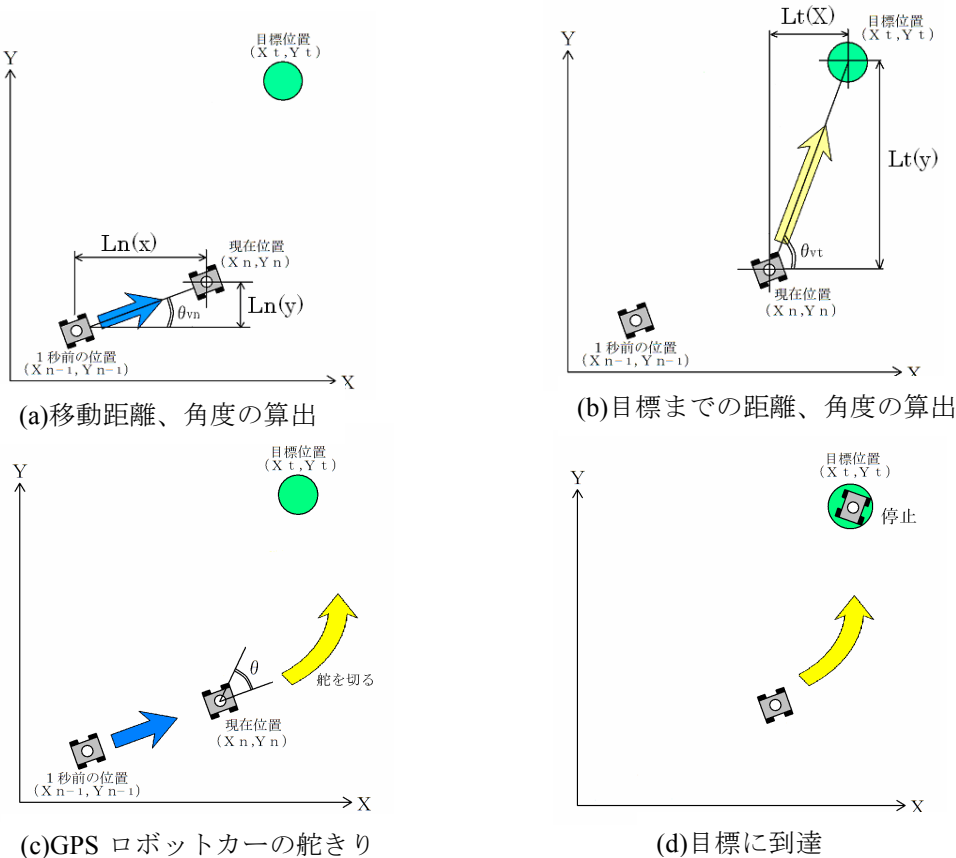 目標位置
(Ｘｔ,Ｙｔ)
Y
Ln(x)
現在位置
(Ｘｎ,Ｙｎ)
θvn
Ln(y)
１秒前の位置
(Ｘn-1,Ｙn-1)
X
(a)移動距離、角度の算出
Lt(X)
目標位置
(Ｘｔ,Ｙｔ)
Y
Lt(y)
θvt
現在位置
(Ｘｎ,Ｙｎ)
１秒前の位置
(Ｘn-1,Ｙn-1)
X
(b)目標までの距離、角度の算出
目標位置
(Ｘｔ,Ｙｔ)
Y
θ
舵を切る
現在位置
(Ｘｎ,Ｙｎ)
１秒前の位置
(Ｘn-1,Ｙn-1)
X
(c)GPS ロボットカーの舵きり
目標位置
(Ｘｔ,Ｙｔ)
Y
停止
X
(d)目標に到達